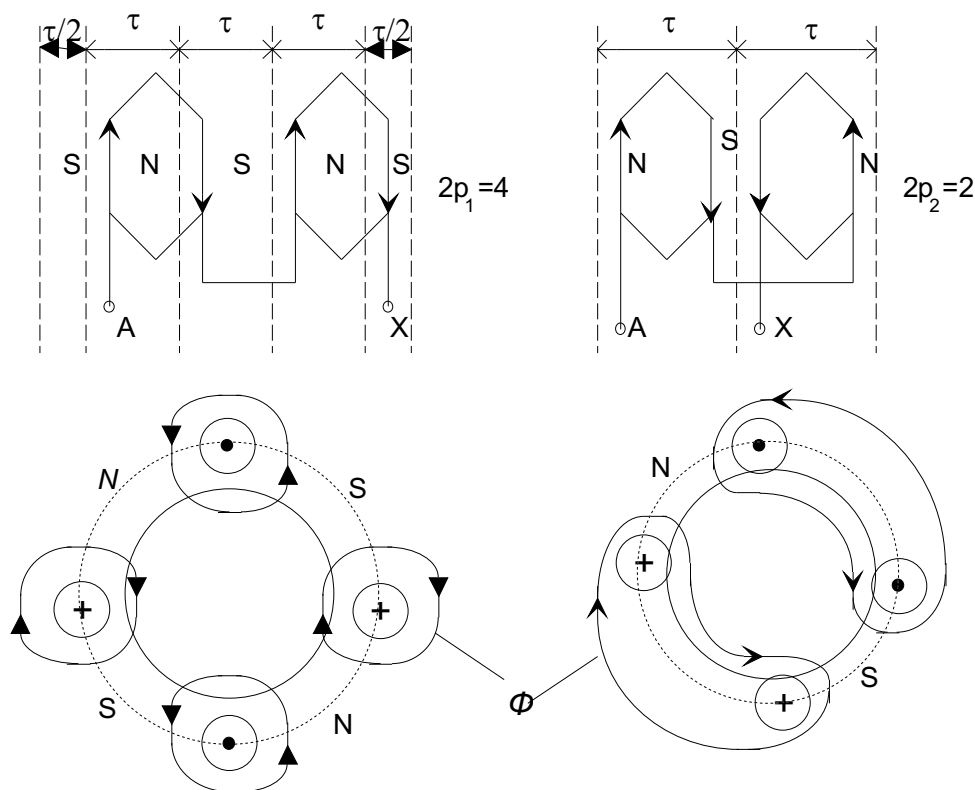 τ/2 τ τ τ τ/2
τ τ
S N S N S
2p₁=4
N S N
2p₂=2
A X
A X
N S
S N
N
S
Φ